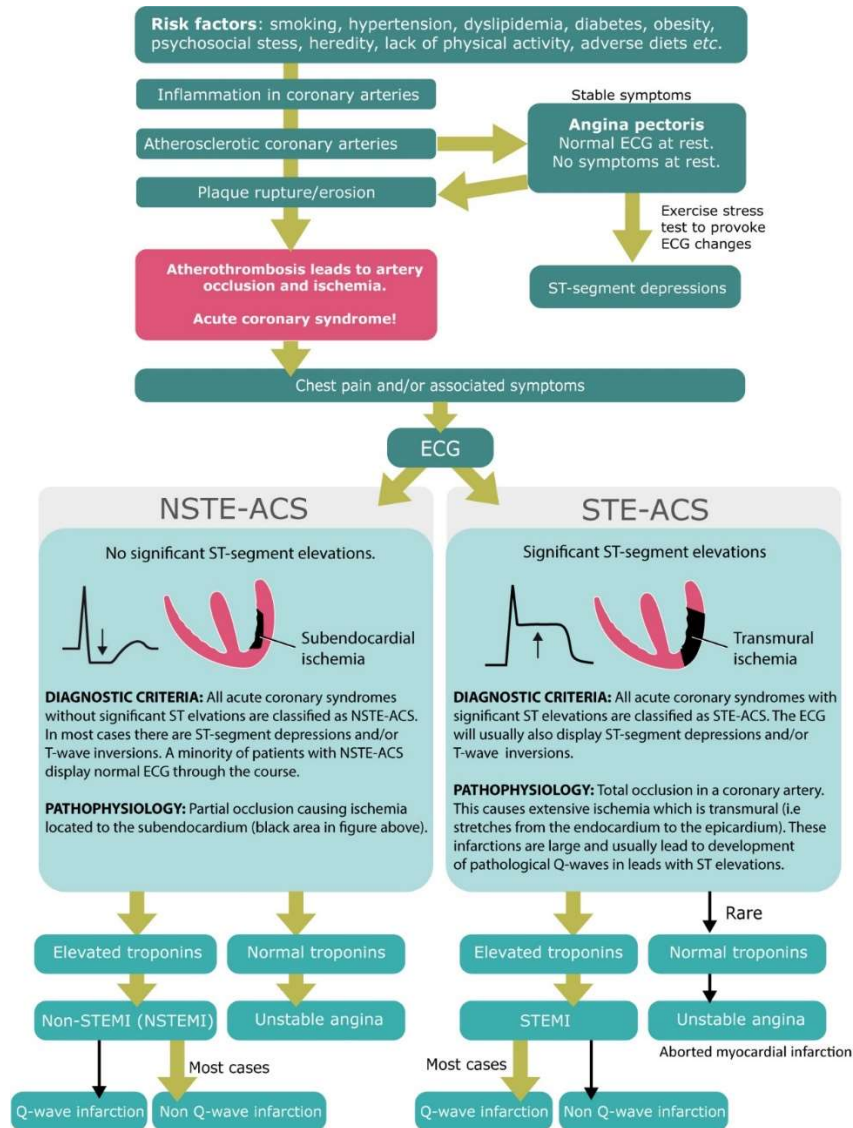 Risk factors: smoking, hypertension, dyslipidemia, diabetes, obesity,
psychosocial stess, heredity, lack of physical activity, adverse diets etc.
Inflammation in coronary arteries
Atherosclerotic coronary arteries
Plaque rupture/erosion
Stable symptoms
Angina pectoris
Normal ECG at rest.
No symptoms at rest.
Exercise stress
test to provoke
ECG changes
ST-segment depressions
Atherothrombosis leads to artery
occlusion and ischemia.
Acute coronary syndrome!
Chest pain and/or associated symptoms
ECG
NSTE-ACS
No significant ST-segment elevations.
Subendocardial
ischemia
DIAGNOSTIC CRITERIA: All acute coronary syndromes
without significant ST elvations are classified as NSTE-ACS.
In most cases there are ST-segment depressions and/or
T-wave inversions. A minority of patients with NSTE-ACS
display normal ECG through the course.
PATHOPHYSIOLOGY: Partial occlusion causing ischemia
located to the subendocardium (black area in figure above).
STE-ACS
Significant ST-segment elevations
Transmural
ischemia
DIAGNOSTIC CRITERIA: All acute coronary syndromes with
significant ST elevations are classified as STE-ACS. The ECG
will usually also display ST-segment depressions and/or
T-wave inversions.
PATHOPHYSIOLOGY: Total occlusion in a coronary artery.
This causes extensive ischemia which is transmural (i.e
stretches from the endocardium to the epicardium). These
infarctions are large and usually lead to development
of pathological Q-waves in leads with ST elevations.
Elevated troponins
Normal troponins
Non-STEMI (NSTEMI)
Unstable angina
Most cases
Q-wave infarction
Non Q-wave infarction
Rare
Elevated troponins
Normal troponins
STEMI
Unstable angina
Aborted myocardial infarction
Most cases
Q-wave infarction
Non Q-wave infarction